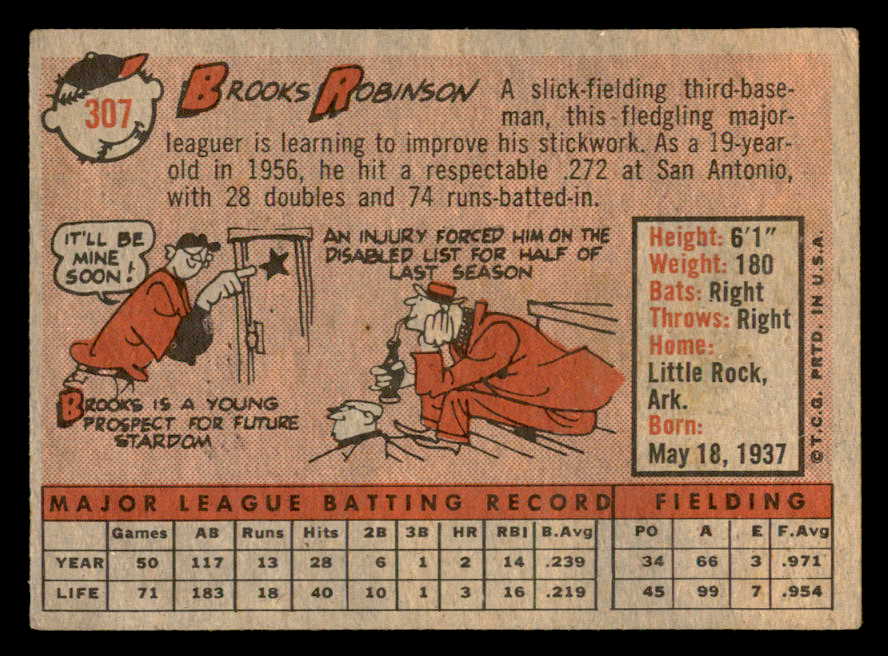 307
BROOKS ROBINSON
A slick-fielding third-base-
man, this fledgling major-
leaguer is learning to improve his stickwork. As a 19-year-
old in 1956, he hit a respectable .272 at San Antonio,
with 28 doubles and 74 runs-batted-in.
IT'LL BE
MINE
SOON!
BROOKS IS A YOUNG
PROSPECT FOR FUTURE
STARDOM
AN INJURY FORCED HIM ON THE
DISABLED LIST FOR HALF OF
LAST SEASON
Height: 6'1"
Weight: 180
Bats: Right
Throws: Right
Home:
Little Rock,
Ark.
Born:
May 18, 1937
© T.C.G. PRTD. IN U.S.A.
MAJOR LEAGUE BATTING RECORD FIELDING
Games AB Runs Hits 2B 3B HR RBI B.Avg PO A E F.Avg
YEAR 50 117 13 28 6 1 2 14 .239 34 66 3 .971
LIFE 71 183 18 40 10 1 3 16 .219 45 99 7 .954